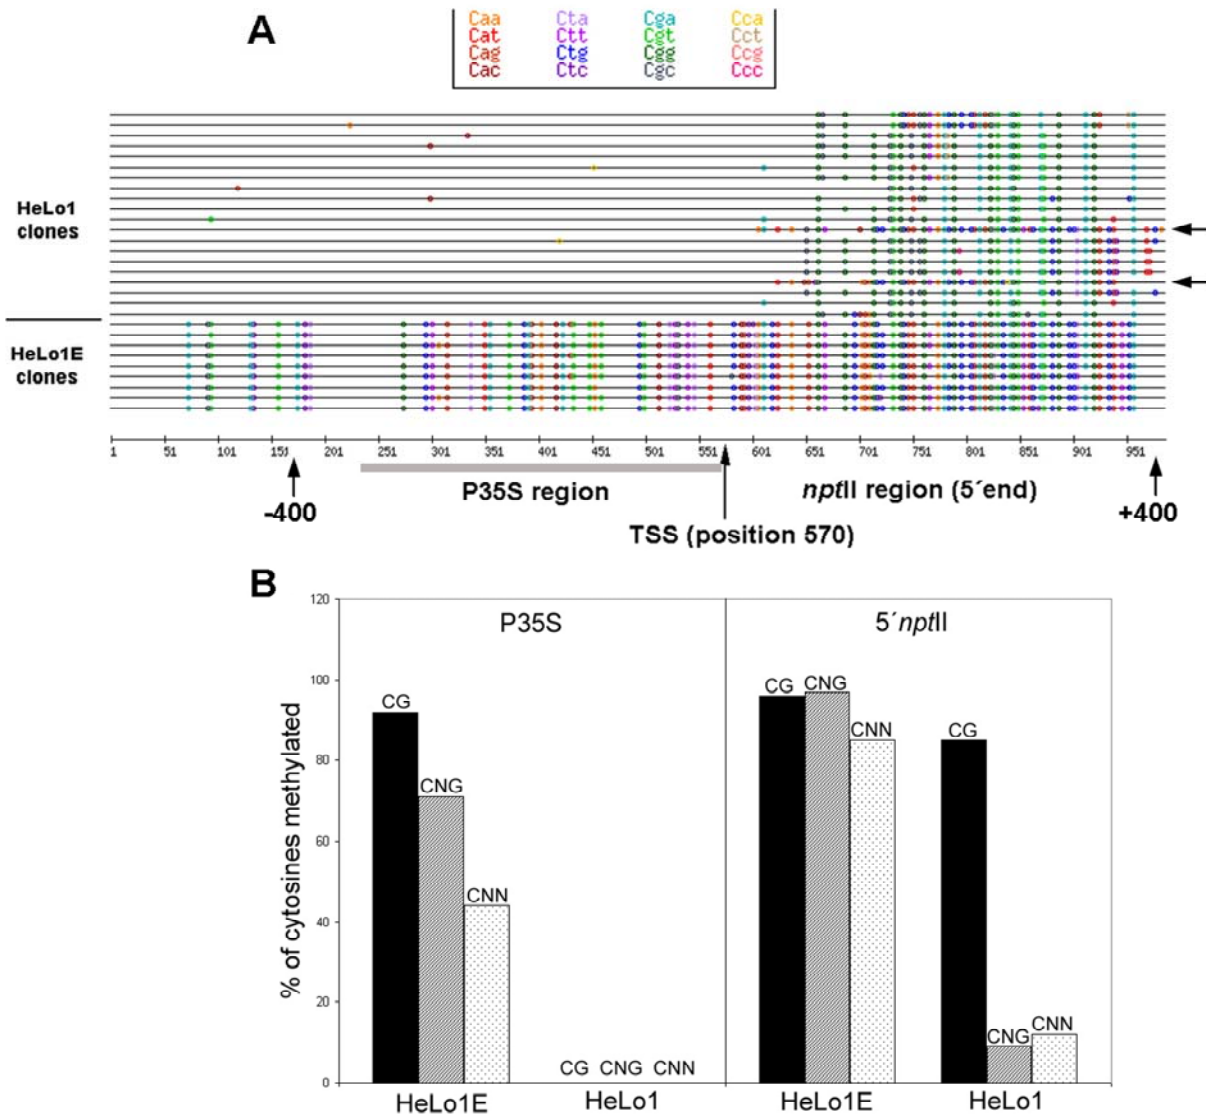 A
Caa Cta Cga Cca
Cat Ctt Cgt Cct
Cag Ctg Cgg Ccg
Cac Ctc Cgc Ccc
HeLo1
clones
HeLo1E
clones
1 51 101 151 201 251 301 351 401 451 501 551 601 651 701 751 801 851 901 951
P35S region
nptII region (5´end)
-400
+400
TSS (position 570)
B
% of cytosines methylated
120
100
80
60
40
20
0
P35S
5´nptII
CG
CNG
CNN
CG CNG CNN
CG
CNG
CNN
CG
CNG
CNN
HeLo1E HeLo1 HeLo1E HeLo1